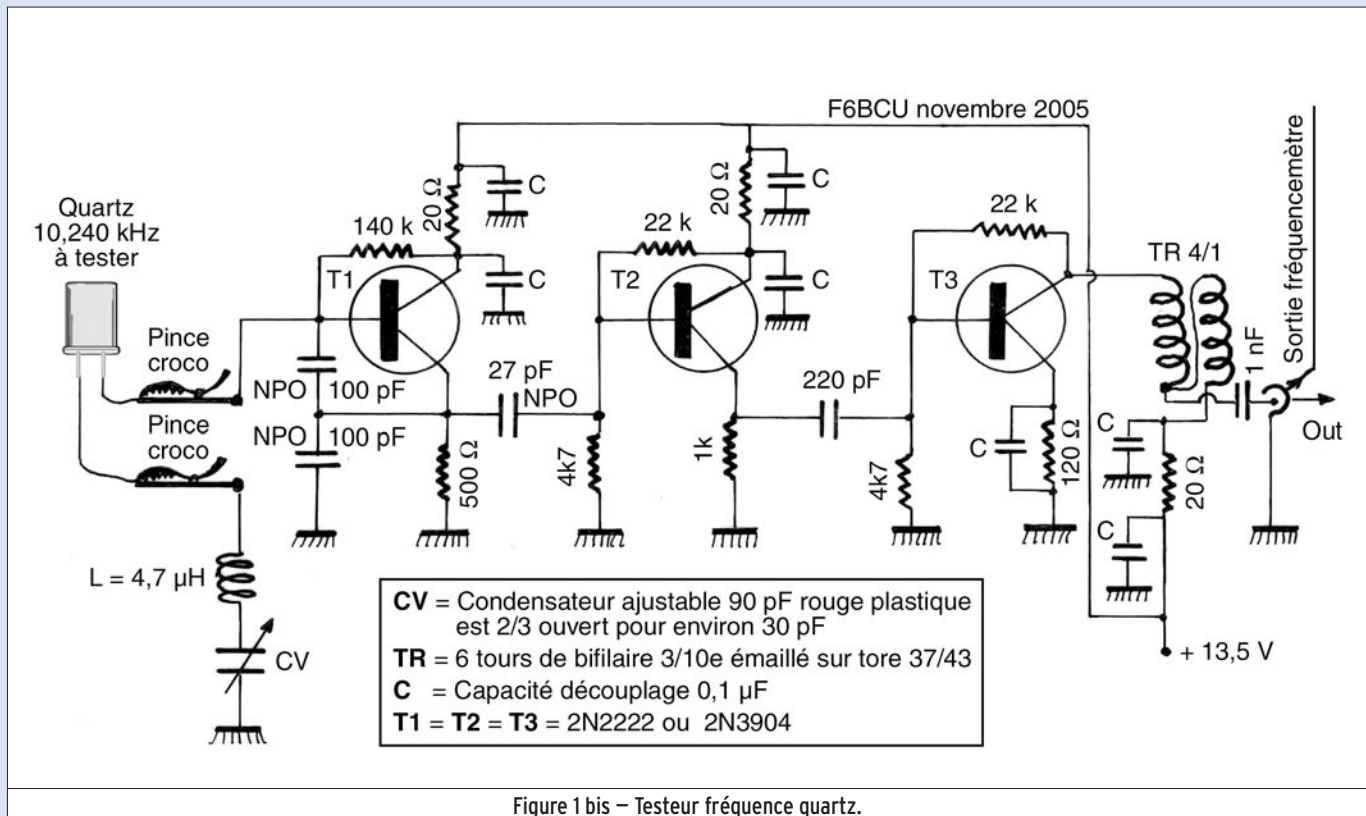 F6BCU novembre 2005
Sortie fréquencemètre
Quartz
10,240 kHz
à tester
20 Ω
C
20 Ω
C
140 k
22 k
22 k
TR 4/1
T1
C
T2
C
T3
1 nF
Pince
croco
NPO
100 pF
27 pF
NPO
220 pF
Out
Pince
croco
NPO
100 pF
500 Ω
4k7
1k
4k7
C
120 Ω
C
20 Ω
C
L = 4,7 µH
CV
+ 13,5 V
CV = Condensateur ajustable 90 pF rouge plastique
est 2/3 ouvert pour environ 30 pF
TR = 6 tours de bifilaire 3/10e émaillé sur tore 37/43
C = Capacité découplage 0,1 µF
T1 = T2 = T3 = 2N2222 ou 2N3904
Figure 1 bis – Testeur fréquence quartz.